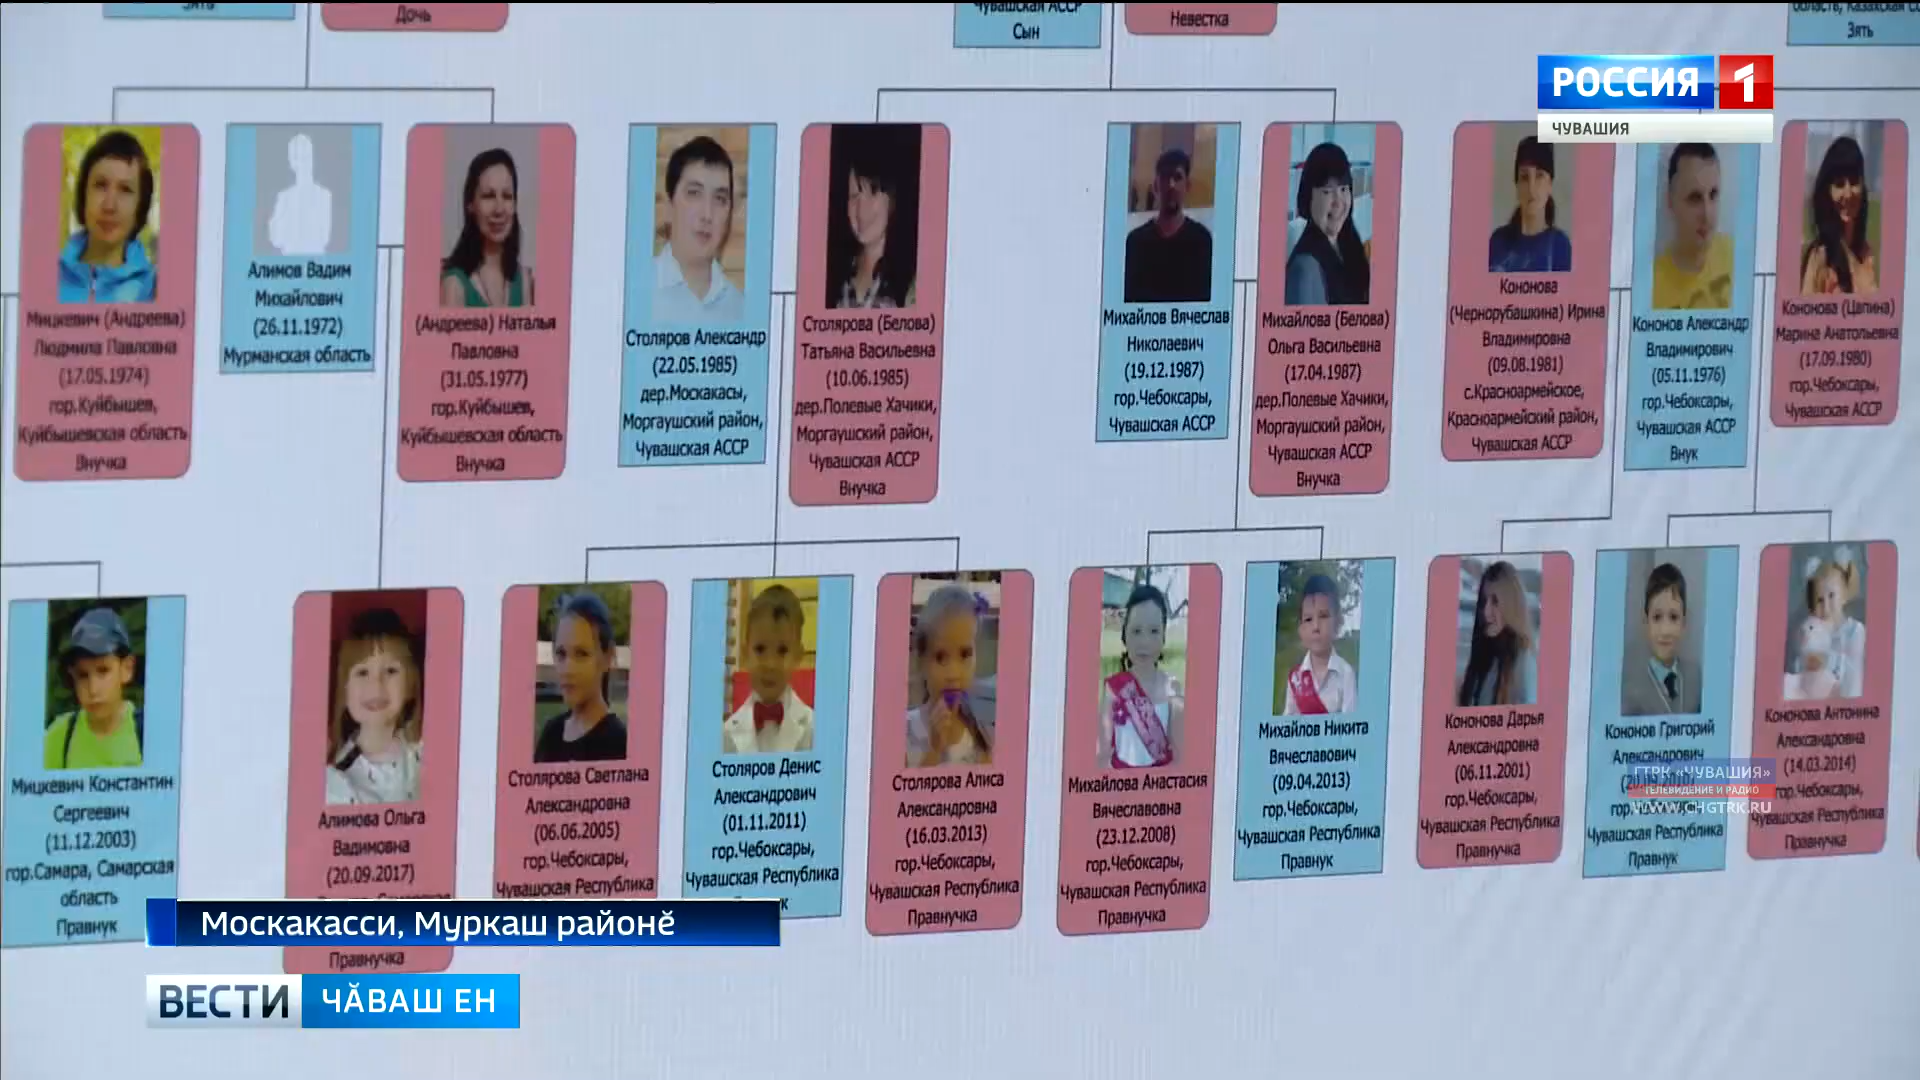 Зять
Дочь
Чувашская АССР
Сын
Невестка
Зять
РОССИЯ 1
ЧУВАШИЯ
Мицкевич (Андреева)
Людмила Павловна
(17.05.1974)
гор.Куйбышев,
Куйбышевская область
Внучка
Алимов Вадим
Михайлович
(26.11.1972)
Мурманская область
(Андреева) Наталья
Павловна
(31.05.1977)
гор.Куйбышев,
Куйбышевская область
Внучка
Столяров Александр
(22.05.1985)
дер.Москакасы,
Моргаушский район,
Чувашская АССР
Столярова (Белова)
Татьяна Васильевна
(10.06.1985)
дер.Полевые Хачики,
Моргаушский район,
Чувашская АССР
Внучка
Михайлов Вячеслав
Николаевич
(19.12.1987)
гор.Чебоксары,
Чувашская АССР
Михайлова (Белова)
Ольга Васильевна
(17.04.1987)
дер.Полевые Хачики,
Моргаушский район,
Чувашская АССР
Внучка
Кононова
(Чернорубашкина) Ирина
Владимировна
(09.08.1981)
с.Красноармейское,
Красноармейский район,
Чувашская АССР
Кононов Александр
Владимирович
(05.11.1976)
гор.Чебоксары,
Чувашская АССР
Внук
Кононова (Цапина)
Марина Анатольевна
(17.09.1980)
гор.Чебоксары,
Чувашская АССР
Мицкевич Константин
Сергеевич
(11.12.2003)
гор.Самара, Самарская
область
Правнук
Алимова Ольга
Вадимовна
(20.09.2017)
Правнучка
Столярова Светлана
Александровна
(06.06.2005)
гор.Чебоксары,
Чувашская Республика
Столяров Денис
Александрович
(01.11.2011)
гор.Чебоксары,
Чувашская Республика
Столярова Алиса
Александровна
(16.03.2013)
гор.Чебоксары,
Чувашская Республика
Правнучка
Михайлова Анастасия
Вячеславовна
(23.12.2008)
гор.Чебоксары,
Чувашская Республика
Правнучка
Михайлов Никита
Вячеславович
(09.04.2013)
гор.Чебоксары,
Чувашская Республика
Правнук
Кононова Дарья
Александровна
(06.11.2001)
гор.Чебоксары,
Чувашская Республика
Правнучка
Кононов Григорий
Александрович
Чувашская Республика
Правнук
Кононова Антонина
Александровна
(14.03.2014)
гор.Чебоксары,
Чувашская Республика
Правнучка
ГТРК «ЧУВАШИЯ»
ТЕЛЕВИДЕНИЕ И РАДИО
WWW.CHGTRK.RU
Москакасси, Муркаш районӗ
ВЕСТИ ЧӐВАШ ЕН